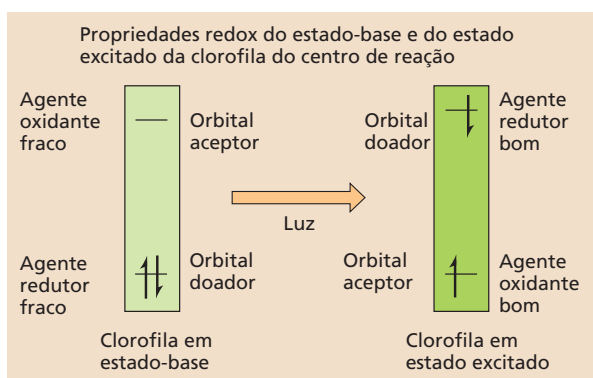 Propriedades redox do estado-base e do estado
excitado da clorofila do centro de reação
Agente
oxidante
fraco
Orbital
aceptor
Agente
redutor
fraco
Orbital
doador
Clorofila em
estado-base
Luz
Orbital
doador
Agente
redutor
bom
Orbital
aceptor
Agente
oxidante
bom
Clorofila em
estado excitado